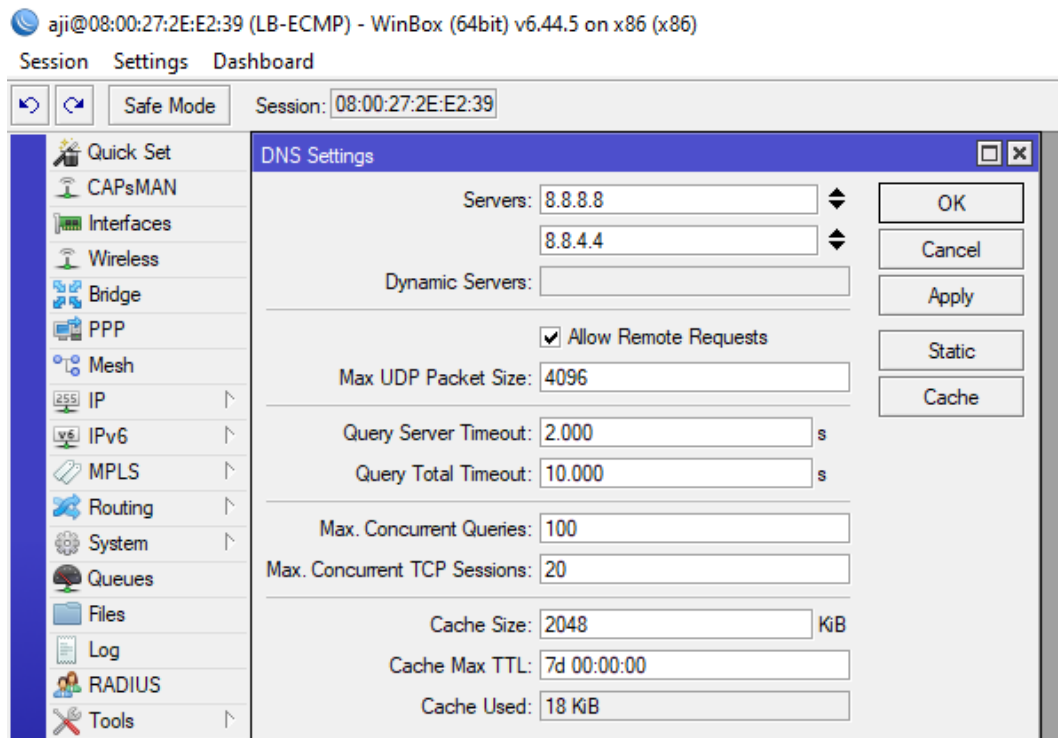 aji@08:00:27:2E:E2:39 (LB-ECMP) - WinBox (64bit) v6.44.5 on x86 (x86)
Session Settings Dashboard
Safe Mode Session: 08:00:27:2E:E2:39
Quick Set
CAPsMAN
Interfaces
Wireless
Bridge
PPP
Mesh
255 IP
v6 IPv6
MPLS
Routing
System
Queues
Files
Log
RADIUS
Tools
DNS Settings
Servers: 8.8.8.8
8.8.4.4
Dynamic Servers:
Allow Remote Requests
Max UDP Packet Size: 4096
Query Server Timeout: 2.000 s
Query Total Timeout: 10.000 s
Max. Concurrent Queries: 100
Max. Concurrent TCP Sessions: 20
Cache Size: 2048 KiB
Cache Max TTL: 7d 00:00:00
Cache Used: 18 KiB
OK
Cancel
Apply
Static
Cache